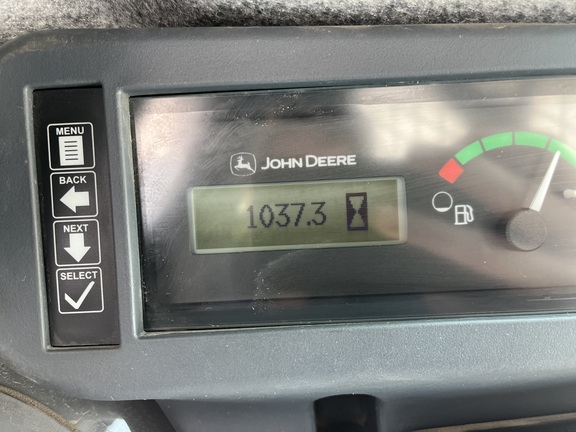 MENU
BACK
NEXT
SELECT
JOHN DEERE
1037.3